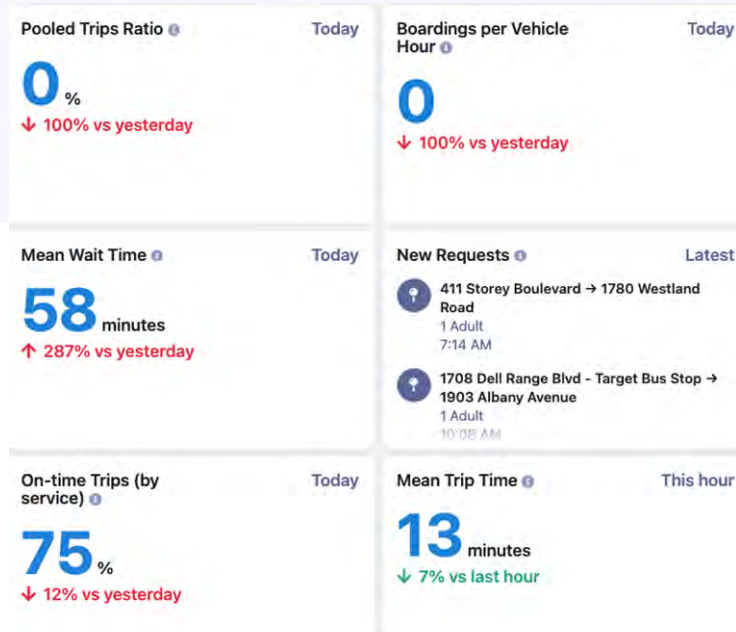 Pooled Trips Ratio
Today
0 %
↓ 100% vs yesterday
Boardings per Vehicle
Hour
Today
0
↓ 100% vs yesterday
Mean Wait Time
Today
58 minutes
↑ 287% vs yesterday
New Requests
Latest
411 Storey Boulevard → 1780 Westland
Road
1 Adult
7:14 AM
1708 Dell Range Blvd - Target Bus Stop →
1903 Albany Avenue
1 Adult
10:08 AM
On-time Trips (by
service)
Today
75 %
↓ 12% vs yesterday
Mean Trip Time
This hour
13 minutes
↓ 7% vs last hour